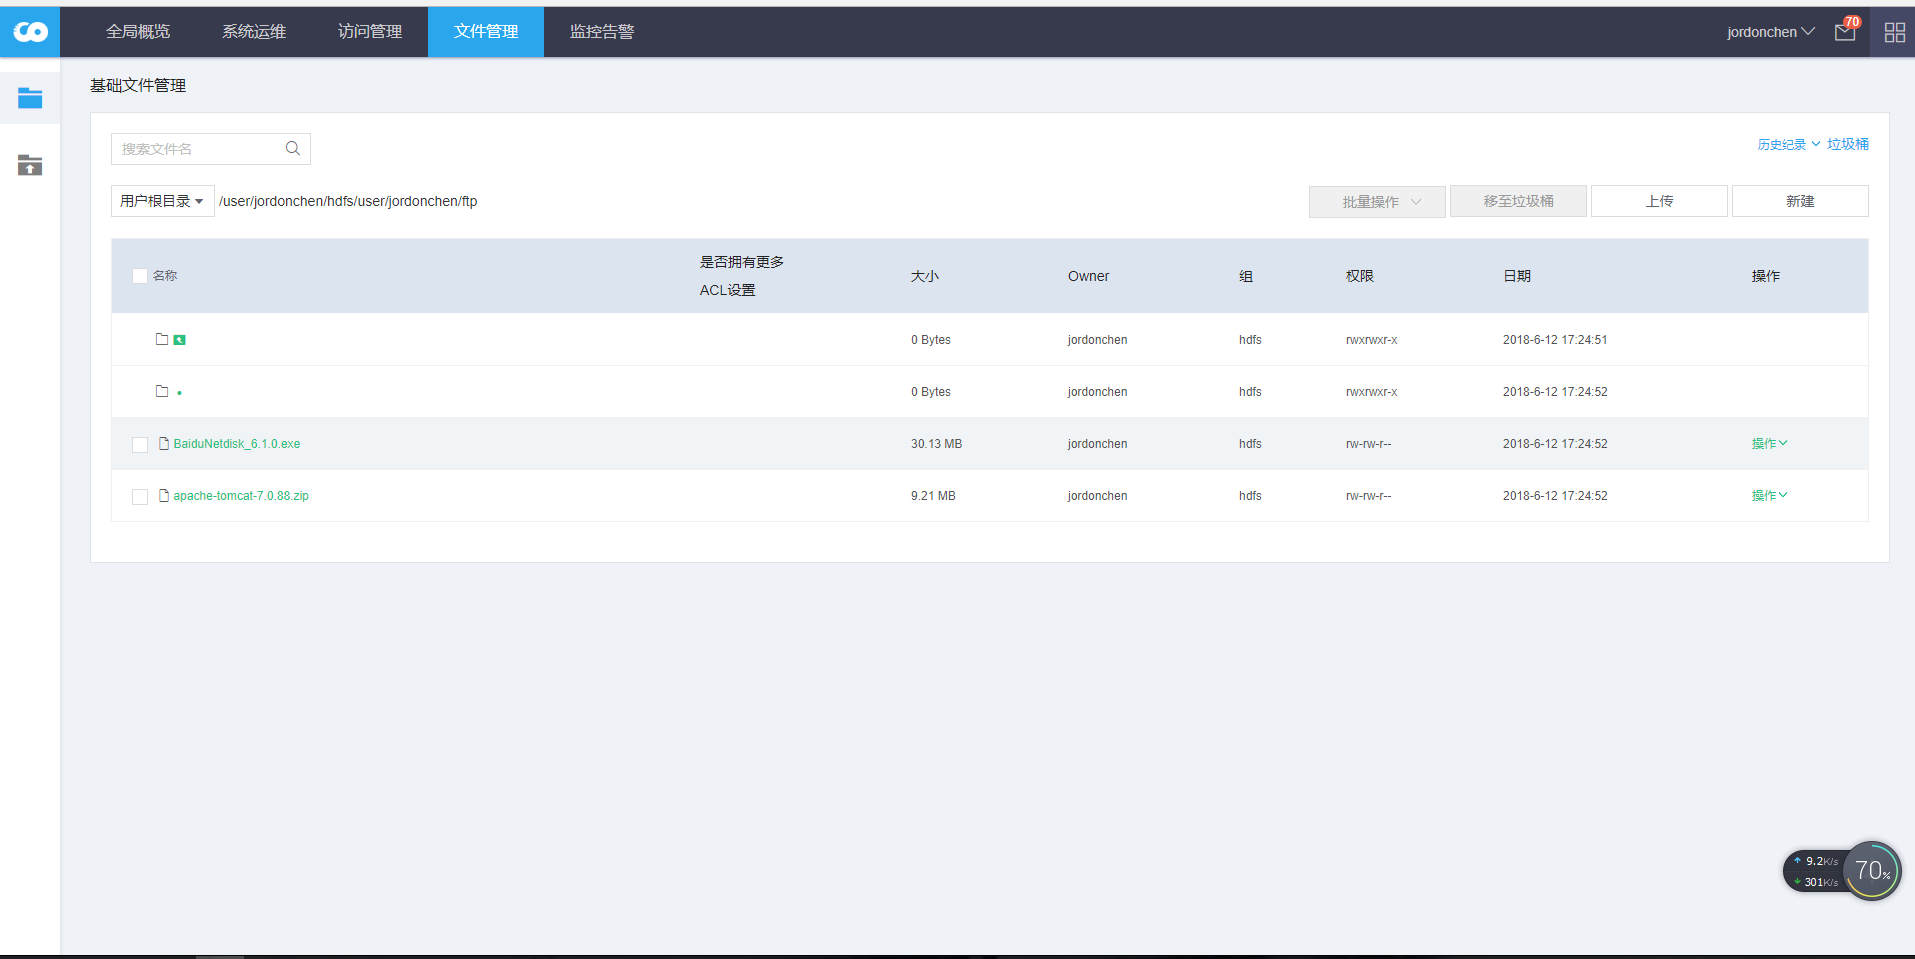 全局概览 系统运维 访问管理 文件管理 监控告警 jordonchen 70
基础文件管理
搜索文件名 历史纪录 垃圾桶
用户根目录 /user/jordonchen/hdfs/user/jordonchen/ftp 批量操作 移至垃圾桶 上传 新建
名称 是否拥有更多 大小 Owner 组 权限 日期 操作
ACL设置
0 Bytes jordonchen hdfs rwxrwxr-x 2018-6-12 17:24:51
0 Bytes jordonchen hdfs rwxrwxr-x 2018-6-12 17:24:52
BaiduNetdisk_6.1.0.exe 30.13 MB jordonchen hdfs rw-rw-r-- 2018-6-12 17:24:52 操作
apache-tomcat-7.0.88.zip 9.21 MB jordonchen hdfs rw-rw-r-- 2018-6-12 17:24:52 操作
9.2K/s
70%
301K/s